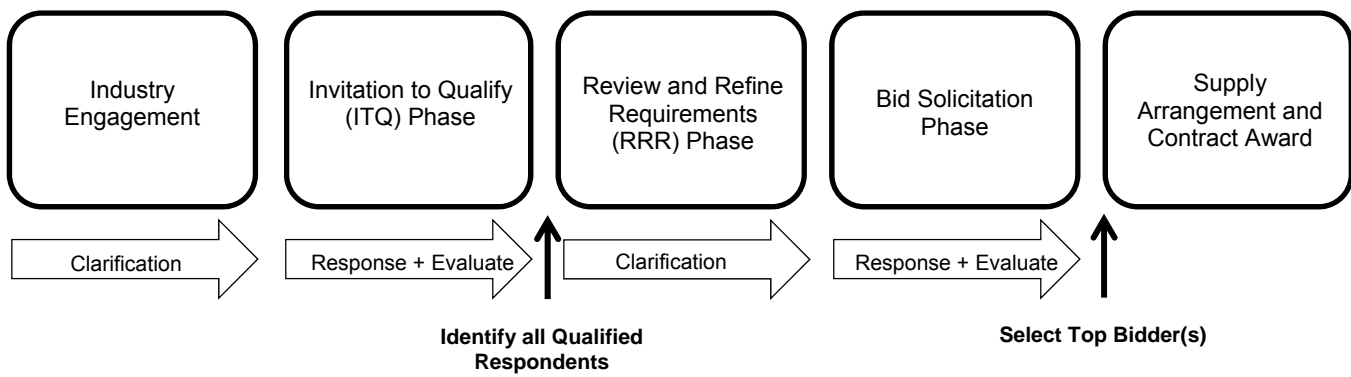 Industry
Engagement
Invitation to Qualify
(ITQ) Phase
Review and Refine
Requirements
(RRR) Phase
Bid Solicitation
Phase
Supply
Arrangement and
Contract Award
Clarification
Response + Evaluate
Clarification
Response + Evaluate
Identify all Qualified
Respondents
Select Top Bidder(s)